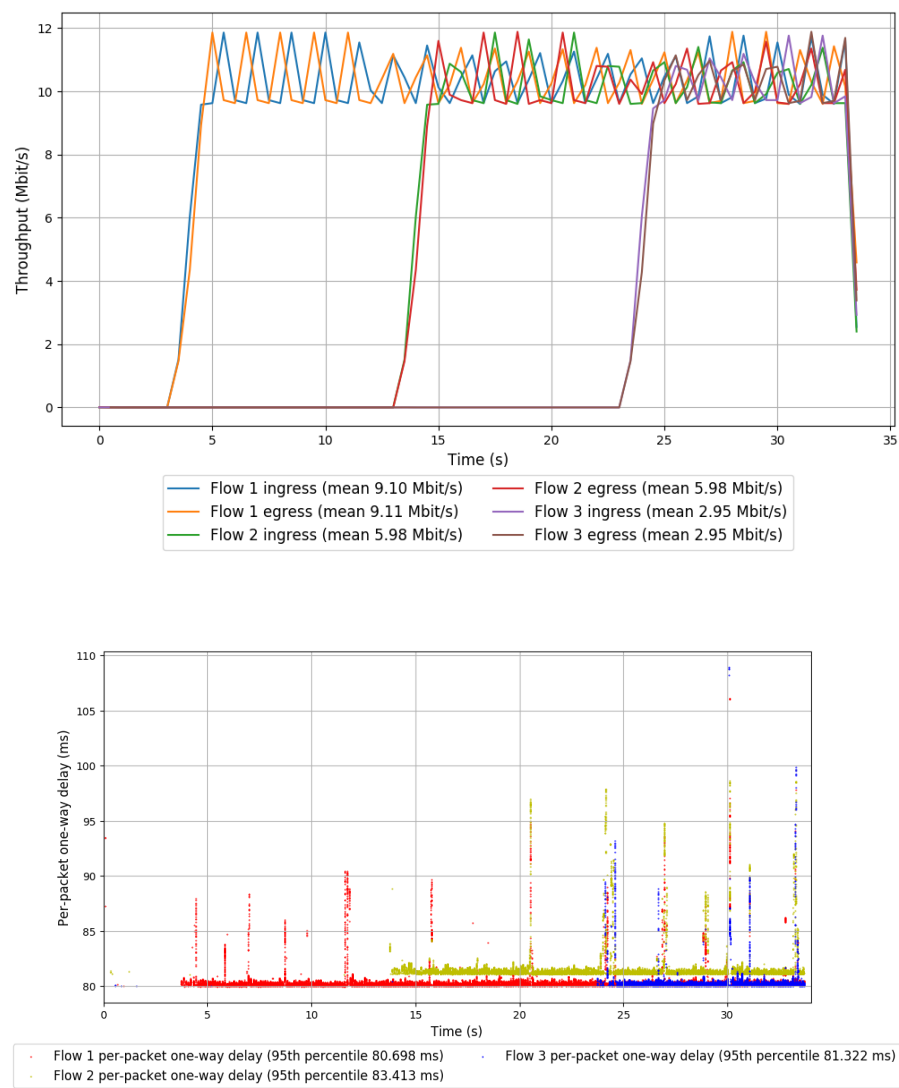 12
10
8
6
4
2
0
Throughput (Mbit/s)
0 5 10 15 20 25 30 35
Time (s)
Flow 1 ingress (mean 9.10 Mbit/s) Flow 2 egress (mean 5.98 Mbit/s)
Flow 1 egress (mean 9.11 Mbit/s) Flow 3 ingress (mean 2.95 Mbit/s)
Flow 2 ingress (mean 5.98 Mbit/s) Flow 3 egress (mean 2.95 Mbit/s)
110
105
100
95
90
85
80
Per-packet one-way delay (ms)
0 5 10 15 20 25 30
Time (s)
Flow 1 per-packet one-way delay (95th percentile 80.698 ms) Flow 3 per-packet one-way delay (95th percentile 81.322 ms)
Flow 2 per-packet one-way delay (95th percentile 83.413 ms)